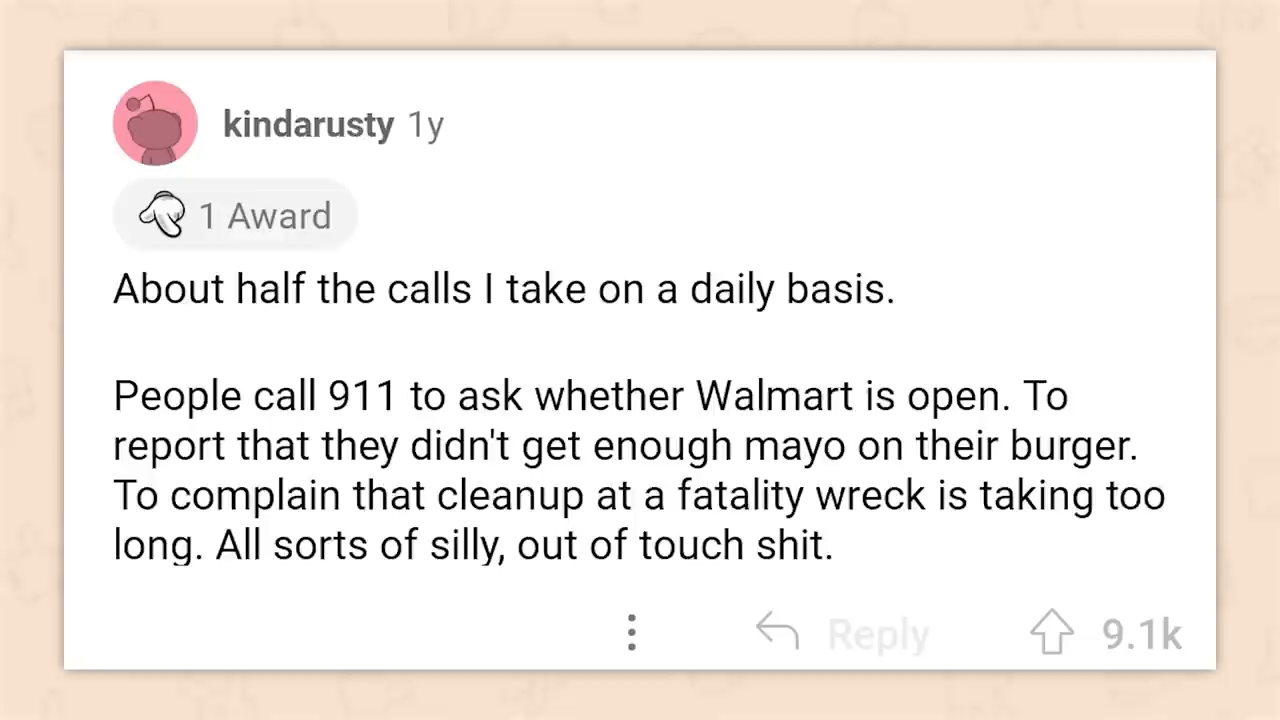 kindarusty 1y
1 Award
About half the calls I take on a daily basis.
People call 911 to ask whether Walmart is open. To
report that they didn't get enough mayo on their burger.
To complain that cleanup at a fatality wreck is taking too
long. All sorts of silly, out of touch shit.
Reply 9.1k